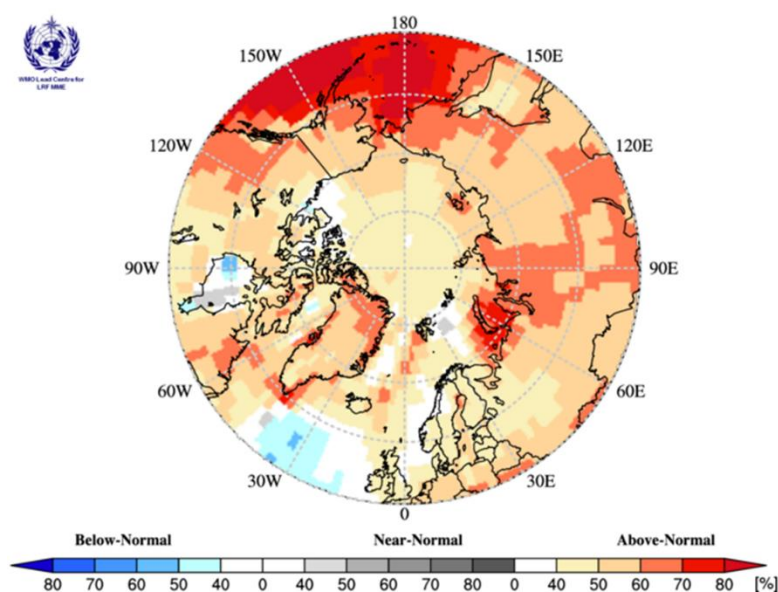 WMO Lead Centre for
LRF MME
180
150W
150E
120W
120E
90W
90E
60W
60E
30W
30E
0
Below-Normal
Near-Normal
Above-Normal
80 70 60 50 40 0 40 50 60 70 80 0 40 50 60 70 80 [%]